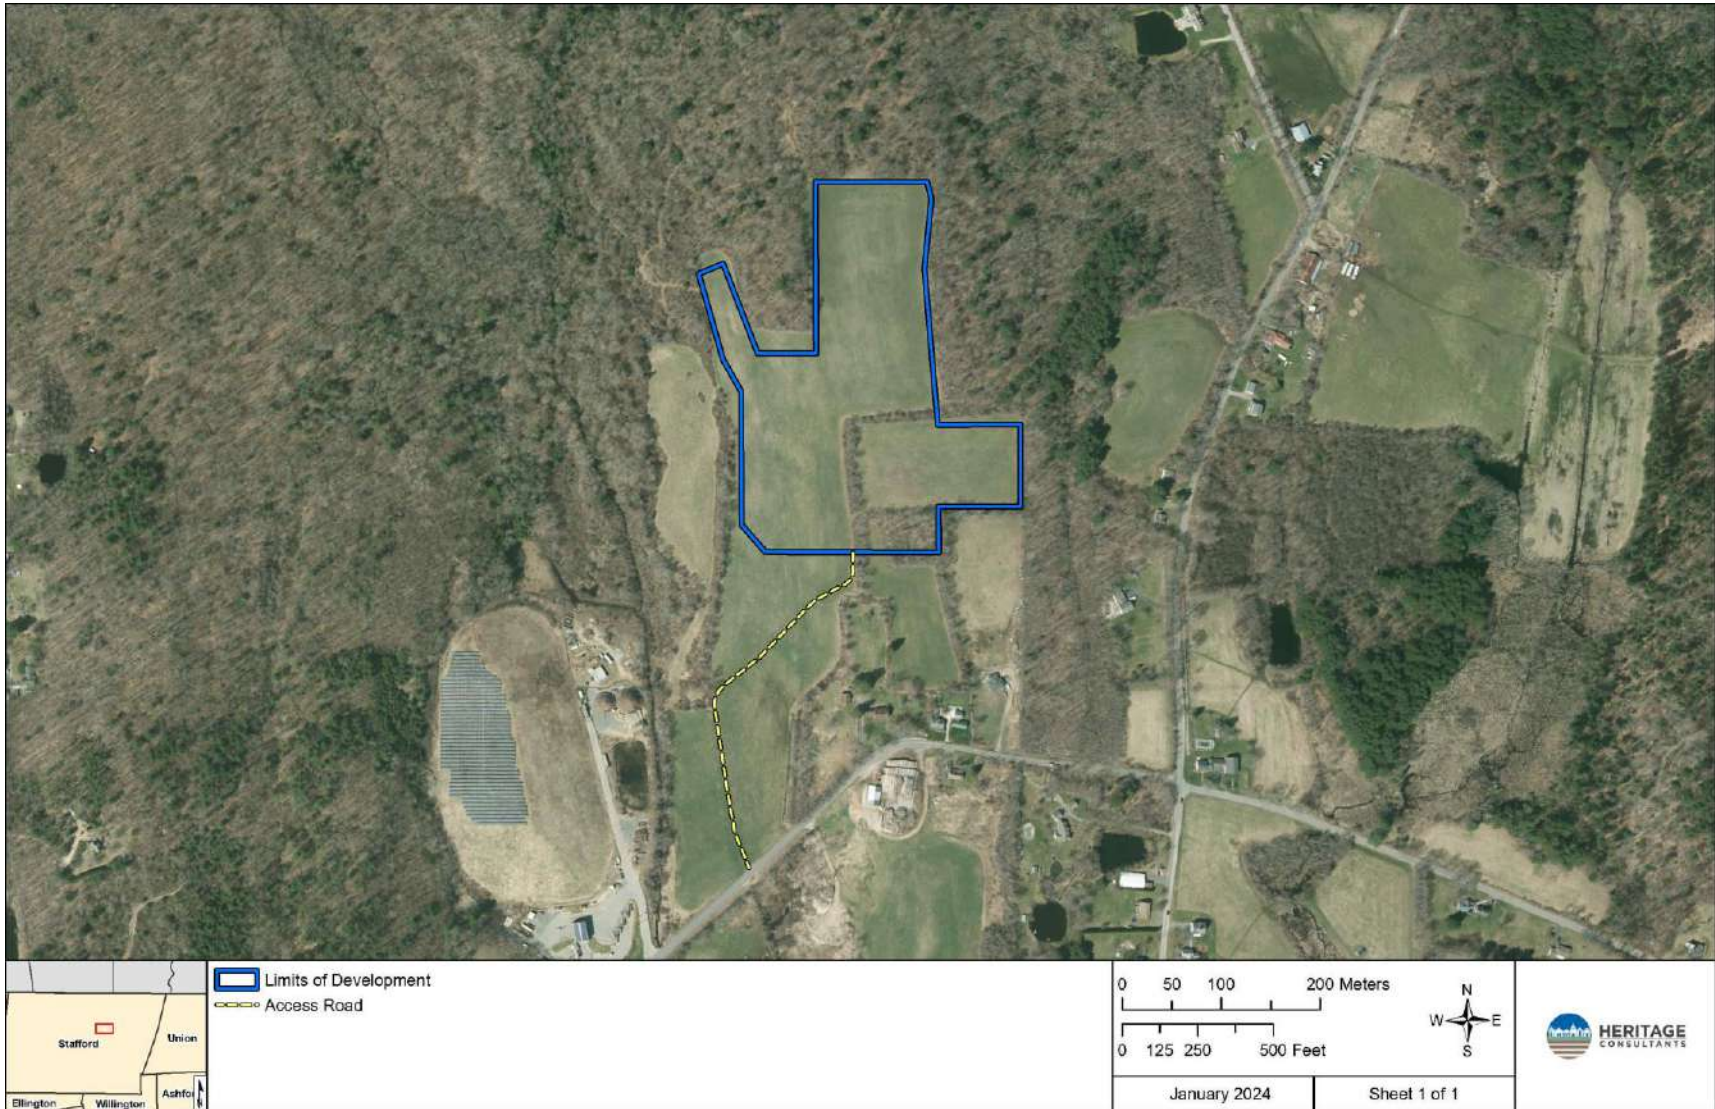 Limits of Development
Access Road
Stafford
Union
Ellington
Willington
0 50 100 200 Meters
0 125 250 500 Feet
N
W E
S
January 2024
Sheet 1 of 1
HERITAGE
CONSULTANTS